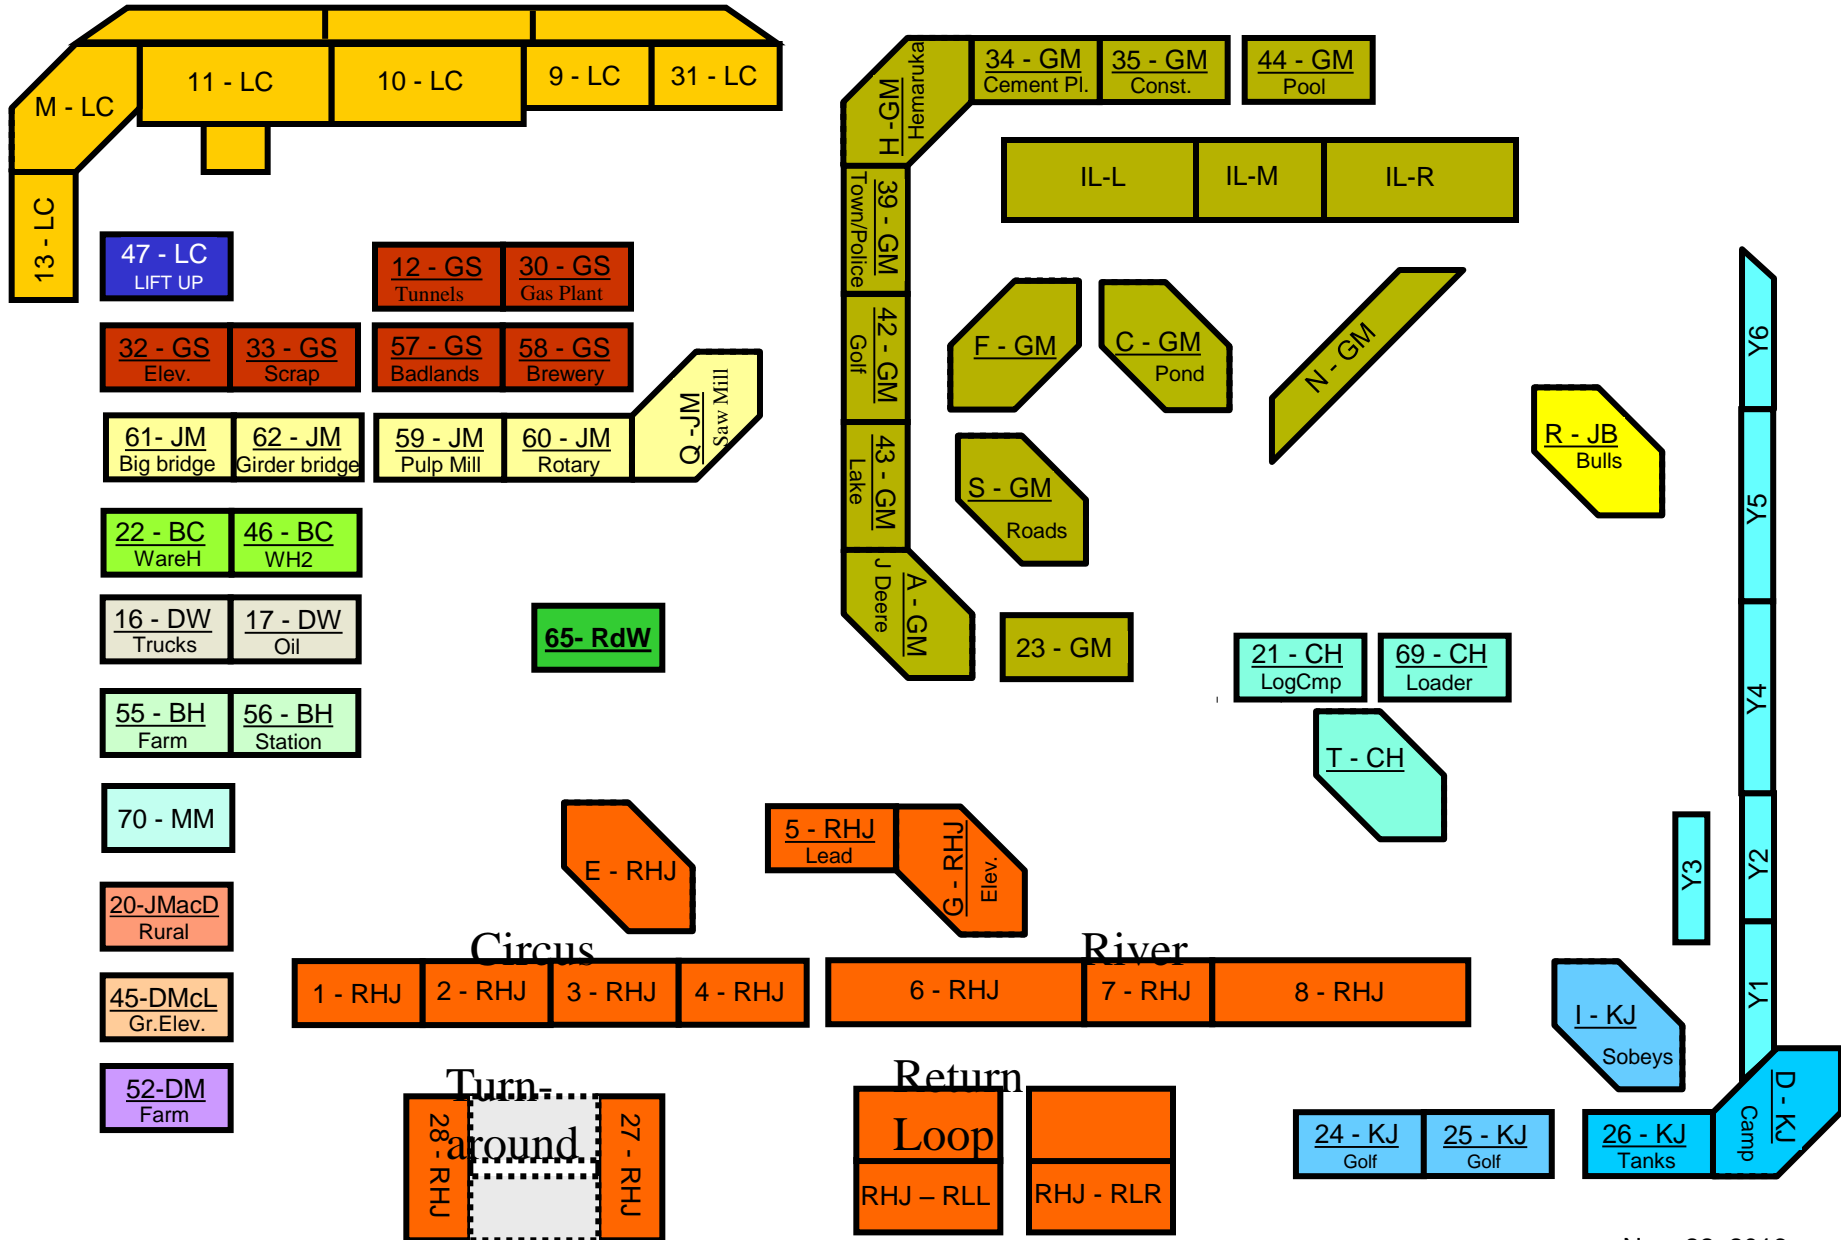 11 - LC
10 - LC
9 - LC
31 - LC
M - LC
13 - LC
47 - LC
LIFT UP
12 - GS
Tunnels
30 - GS
Gas Plant
32 - GS
Elev.
33 - GS
Scrap
57 - GS
Badlands
58 - GS
Brewery
61- JM
Big bridge
62 - JM
Girder bridge
59 - JM
Pulp Mill
60 - JM
Rotary
Q -JM
Saw Mill
22 - BC
WareH
46 - BC
WH2
16 - DW
Trucks
17 - DW
Oil
65- RdW
55 - BH
Farm
56 - BH
Station
70 - MM
20-JMacD
Rural
45-DMcL
Gr.Elev.
52-DM
Farm
H -GM
Hemaruka
34 - GM
Cement Pl.
35 - GM
Const.
44 - GM
Pool
IL-L
IL-M
IL-R
39 - GM
Town/Police
42 - GM
Golf
43 - GM
Lake
A - GM
J Deere
F - GM
C - GM
Pond
N - GM
S - GM
Roads
23 - GM
R - JB
Bulls
21 - CH
LogCmp
69 - CH
Loader
T - CH
Y6
Y5
Y4
Y3
Y2
Y1
E - RHJ
5 - RHJ
Lead
G - RHJ
Elev.
Circus
River
1 - RHJ
2 - RHJ
3 - RHJ
4 - RHJ
6 - RHJ
7 - RHJ
8 - RHJ
I - KJ
Sobeys
Turn-
around
28 - RHJ
27 - RHJ
Return
Loop
RHJ – RLL
RHJ - RLR
24 - KJ
Golf
25 - KJ
Golf
26 - KJ
Tanks
D - KJ
Camp